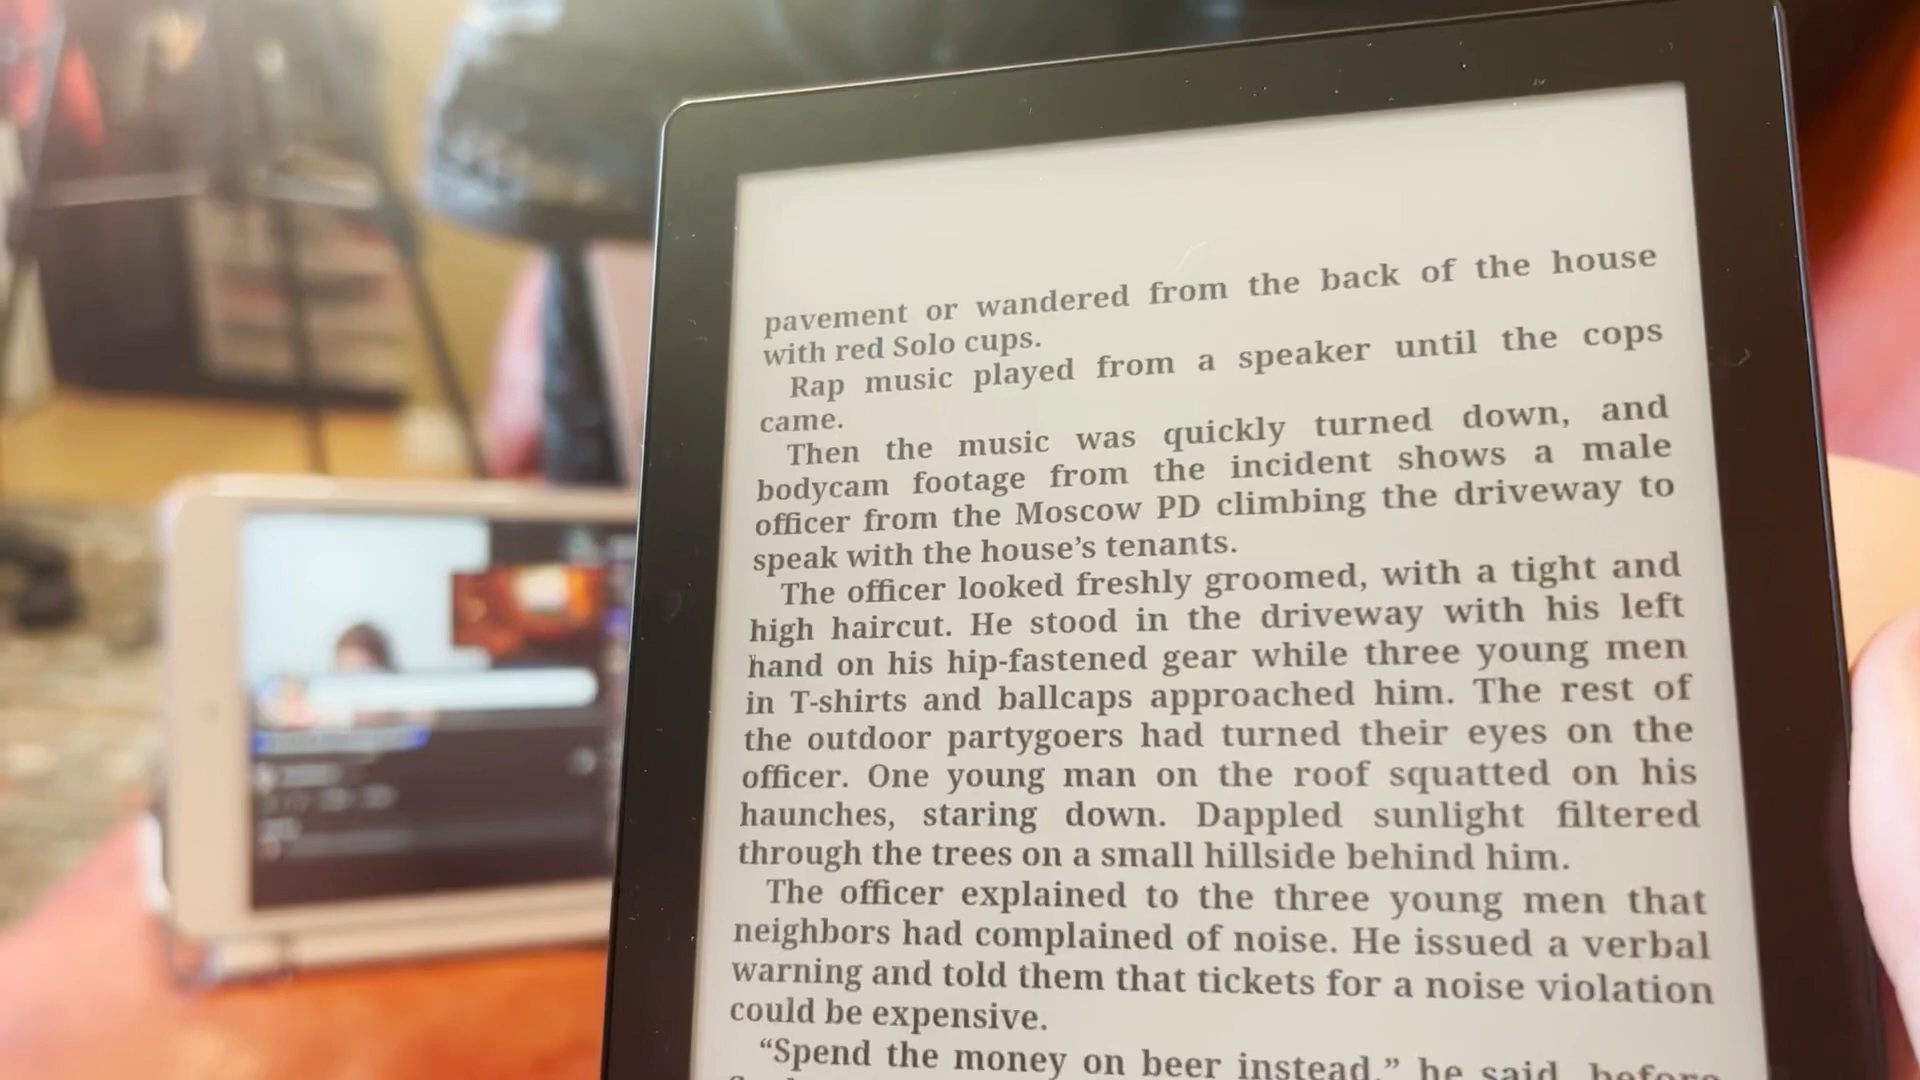 pavement or wandered from the back of the house
with red Solo cups.
Rap music played from a speaker until the cops
came.
Then the music was quickly turned down, and
bodycam footage from the incident shows a male
officer from the Moscow PD climbing the driveway to
speak with the house’s tenants.
The officer looked freshly groomed, with a tight and
high haircut. He stood in the driveway with his left
hand on his hip-fastened gear while three young men
in T-shirts and ballcaps approached him. The rest of
the outdoor partygoers had turned their eyes on the
officer. One young man on the roof squatted on his
haunches, staring down. Dappled sunlight filtered
through the trees on a small hillside behind him.
The officer explained to the three young men that
neighbors had complained of noise. He issued a verbal
warning and told them that tickets for a noise violation
could be expensive.
“Spend the money on beer instead,” he said, before